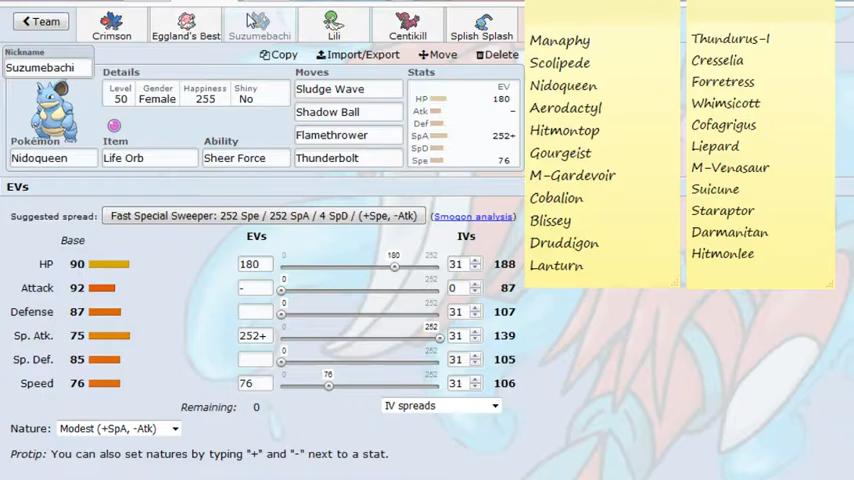 Team
Crimson
Eggland's Best
Suzumebachi
Lili
Centikill
Splish Splash
Copy
Import/Export
Move
Delete
Nickname
Suzumebachi
Details
Level
50
Gender
Female
Happiness
255
Shiny
No
Pokémon
Nidoqueen
Item
Life Orb
Ability
Sheer Force
Moves
Sludge Wave
Shadow Ball
Flamethrower
Thunderbolt
Stats
EV
HP 180
Atk -
Def
SpA 252+
SpD
Spe 76
EVs
Suggested spread: Fast Special Sweeper: 252 Spe / 252 SpA / 4 SpD / (+Spe, -Atk) (Smogon analysis)
Base EVs IVs
HP 90 180 0 180 252 31 188
Attack 92 - 0 0 87
Defense 87 0 31 107
Sp. Atk. 75 252+ 252 31 139
Sp. Def. 85 0 31 105
Speed 76 76 76 31 106
Remaining: 0
IV spreads
Nature: Modest (+SpA, -Atk)
Protip: You can also set natures by typing "+" and "-" next to a stat.
Manaphy
Scolipede
Nidoqueen
Aerodactyl
Hitmontop
Gourgeist
M-Gardevoir
Cobalion
Blissey
Druddigon
Lanturn
Thundurus-I
Cresselia
Forretress
Whimsicott
Cofagrigus
Liepard
M-Venasaur
Suicune
Staraptor
Darmanitan
Hitmonlee